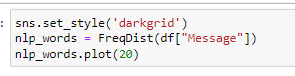 : sns.set_style('darkgrid')
nlp_words = FreqDist(df["Message"])
nlp_words.plot(20)